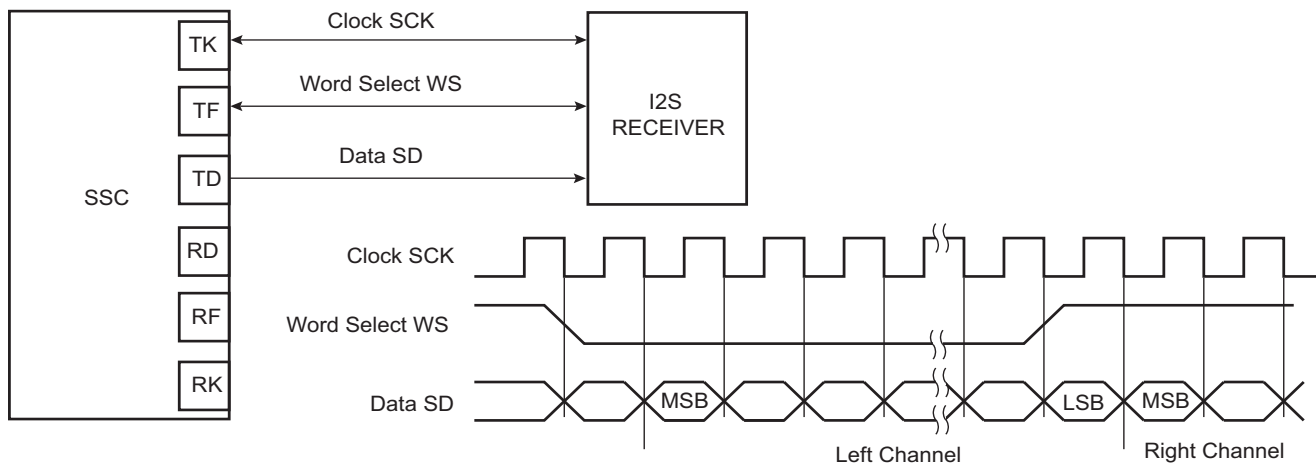 Clock SCK
TK
Word Select WS
TF
I2S
RECEIVER
Data SD
TD
SSC
RD
RF
RK
Clock SCK
Word Select WS
Data SD
MSB
LSB
MSB
Left Channel
Right Channel